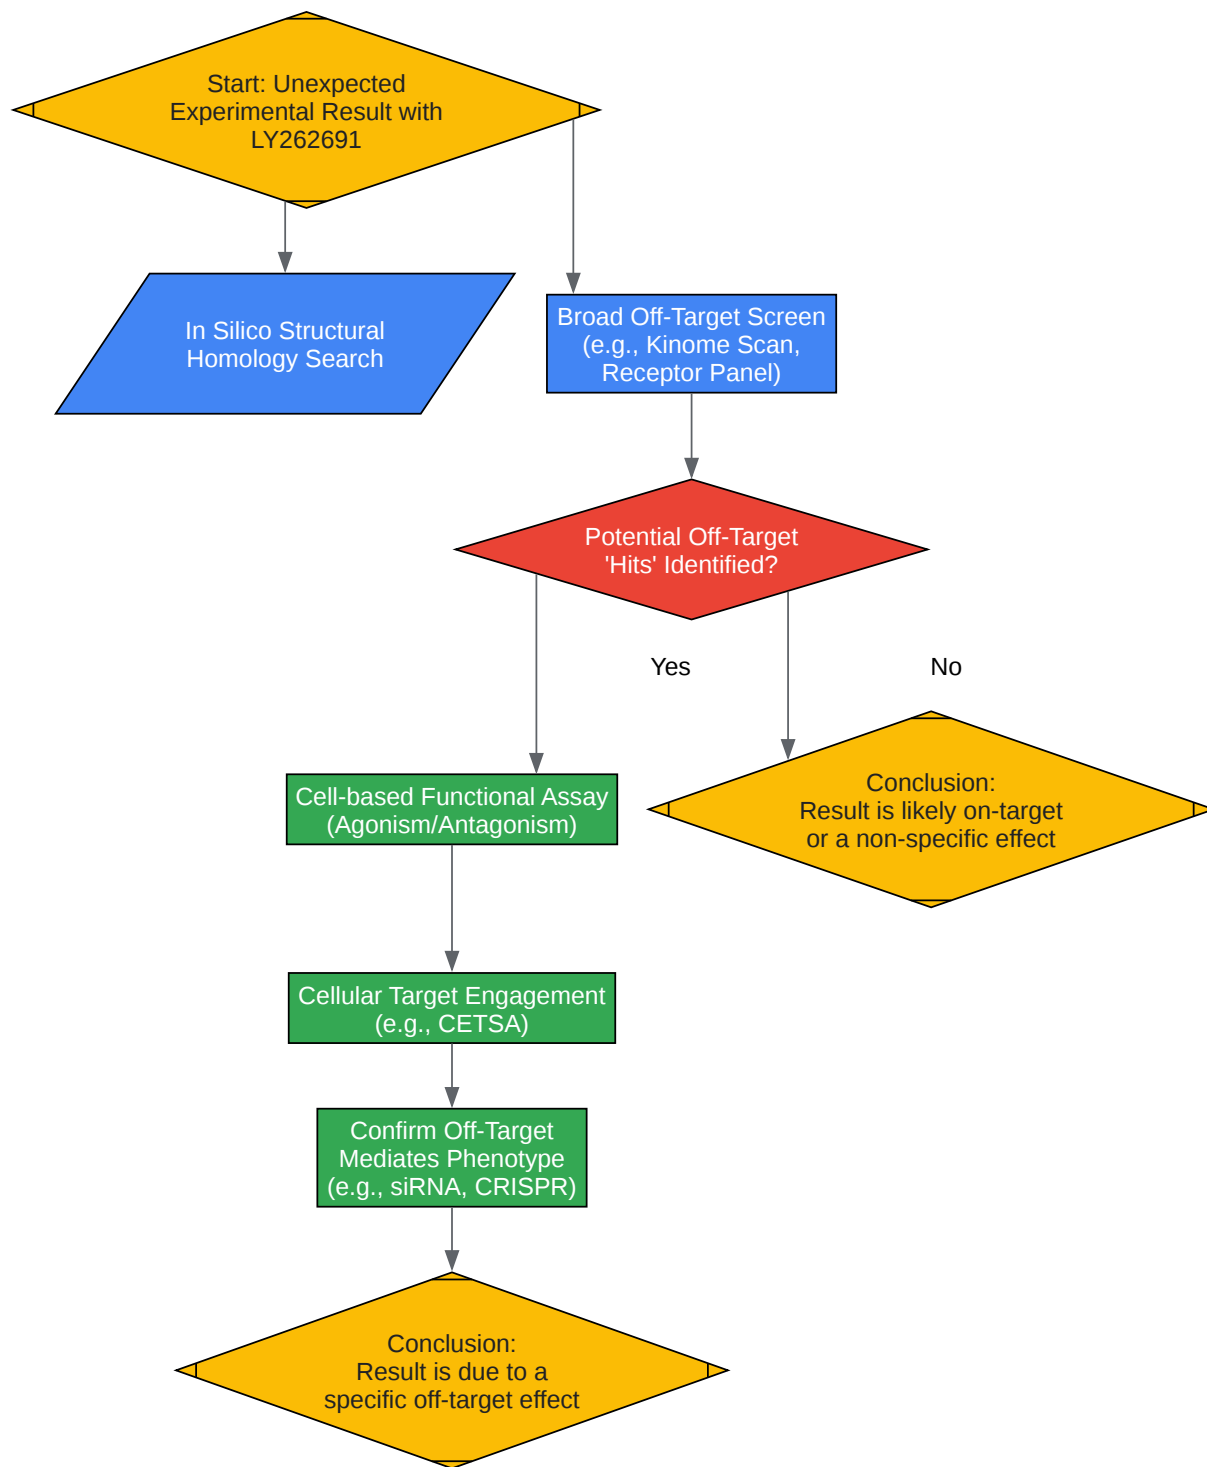 Start: Unexpected
Experimental Result with
LY262691
In Silico Structural
Homology Search
Broad Off-Target Screen
(e.g., Kinome Scan,
Receptor Panel)
Potential Off-Target
'Hits' Identified?
Yes
No
Cell-based Functional Assay
(Agonism/Antagonism)
Conclusion:
Result is likely on-target
or a non-specific effect
Cellular Target Engagement
(e.g., CETSA)
Confirm Off-Target
Mediates Phenotype
(e.g., siRNA, CRISPR)
Conclusion:
Result is due to a
specific off-target effect